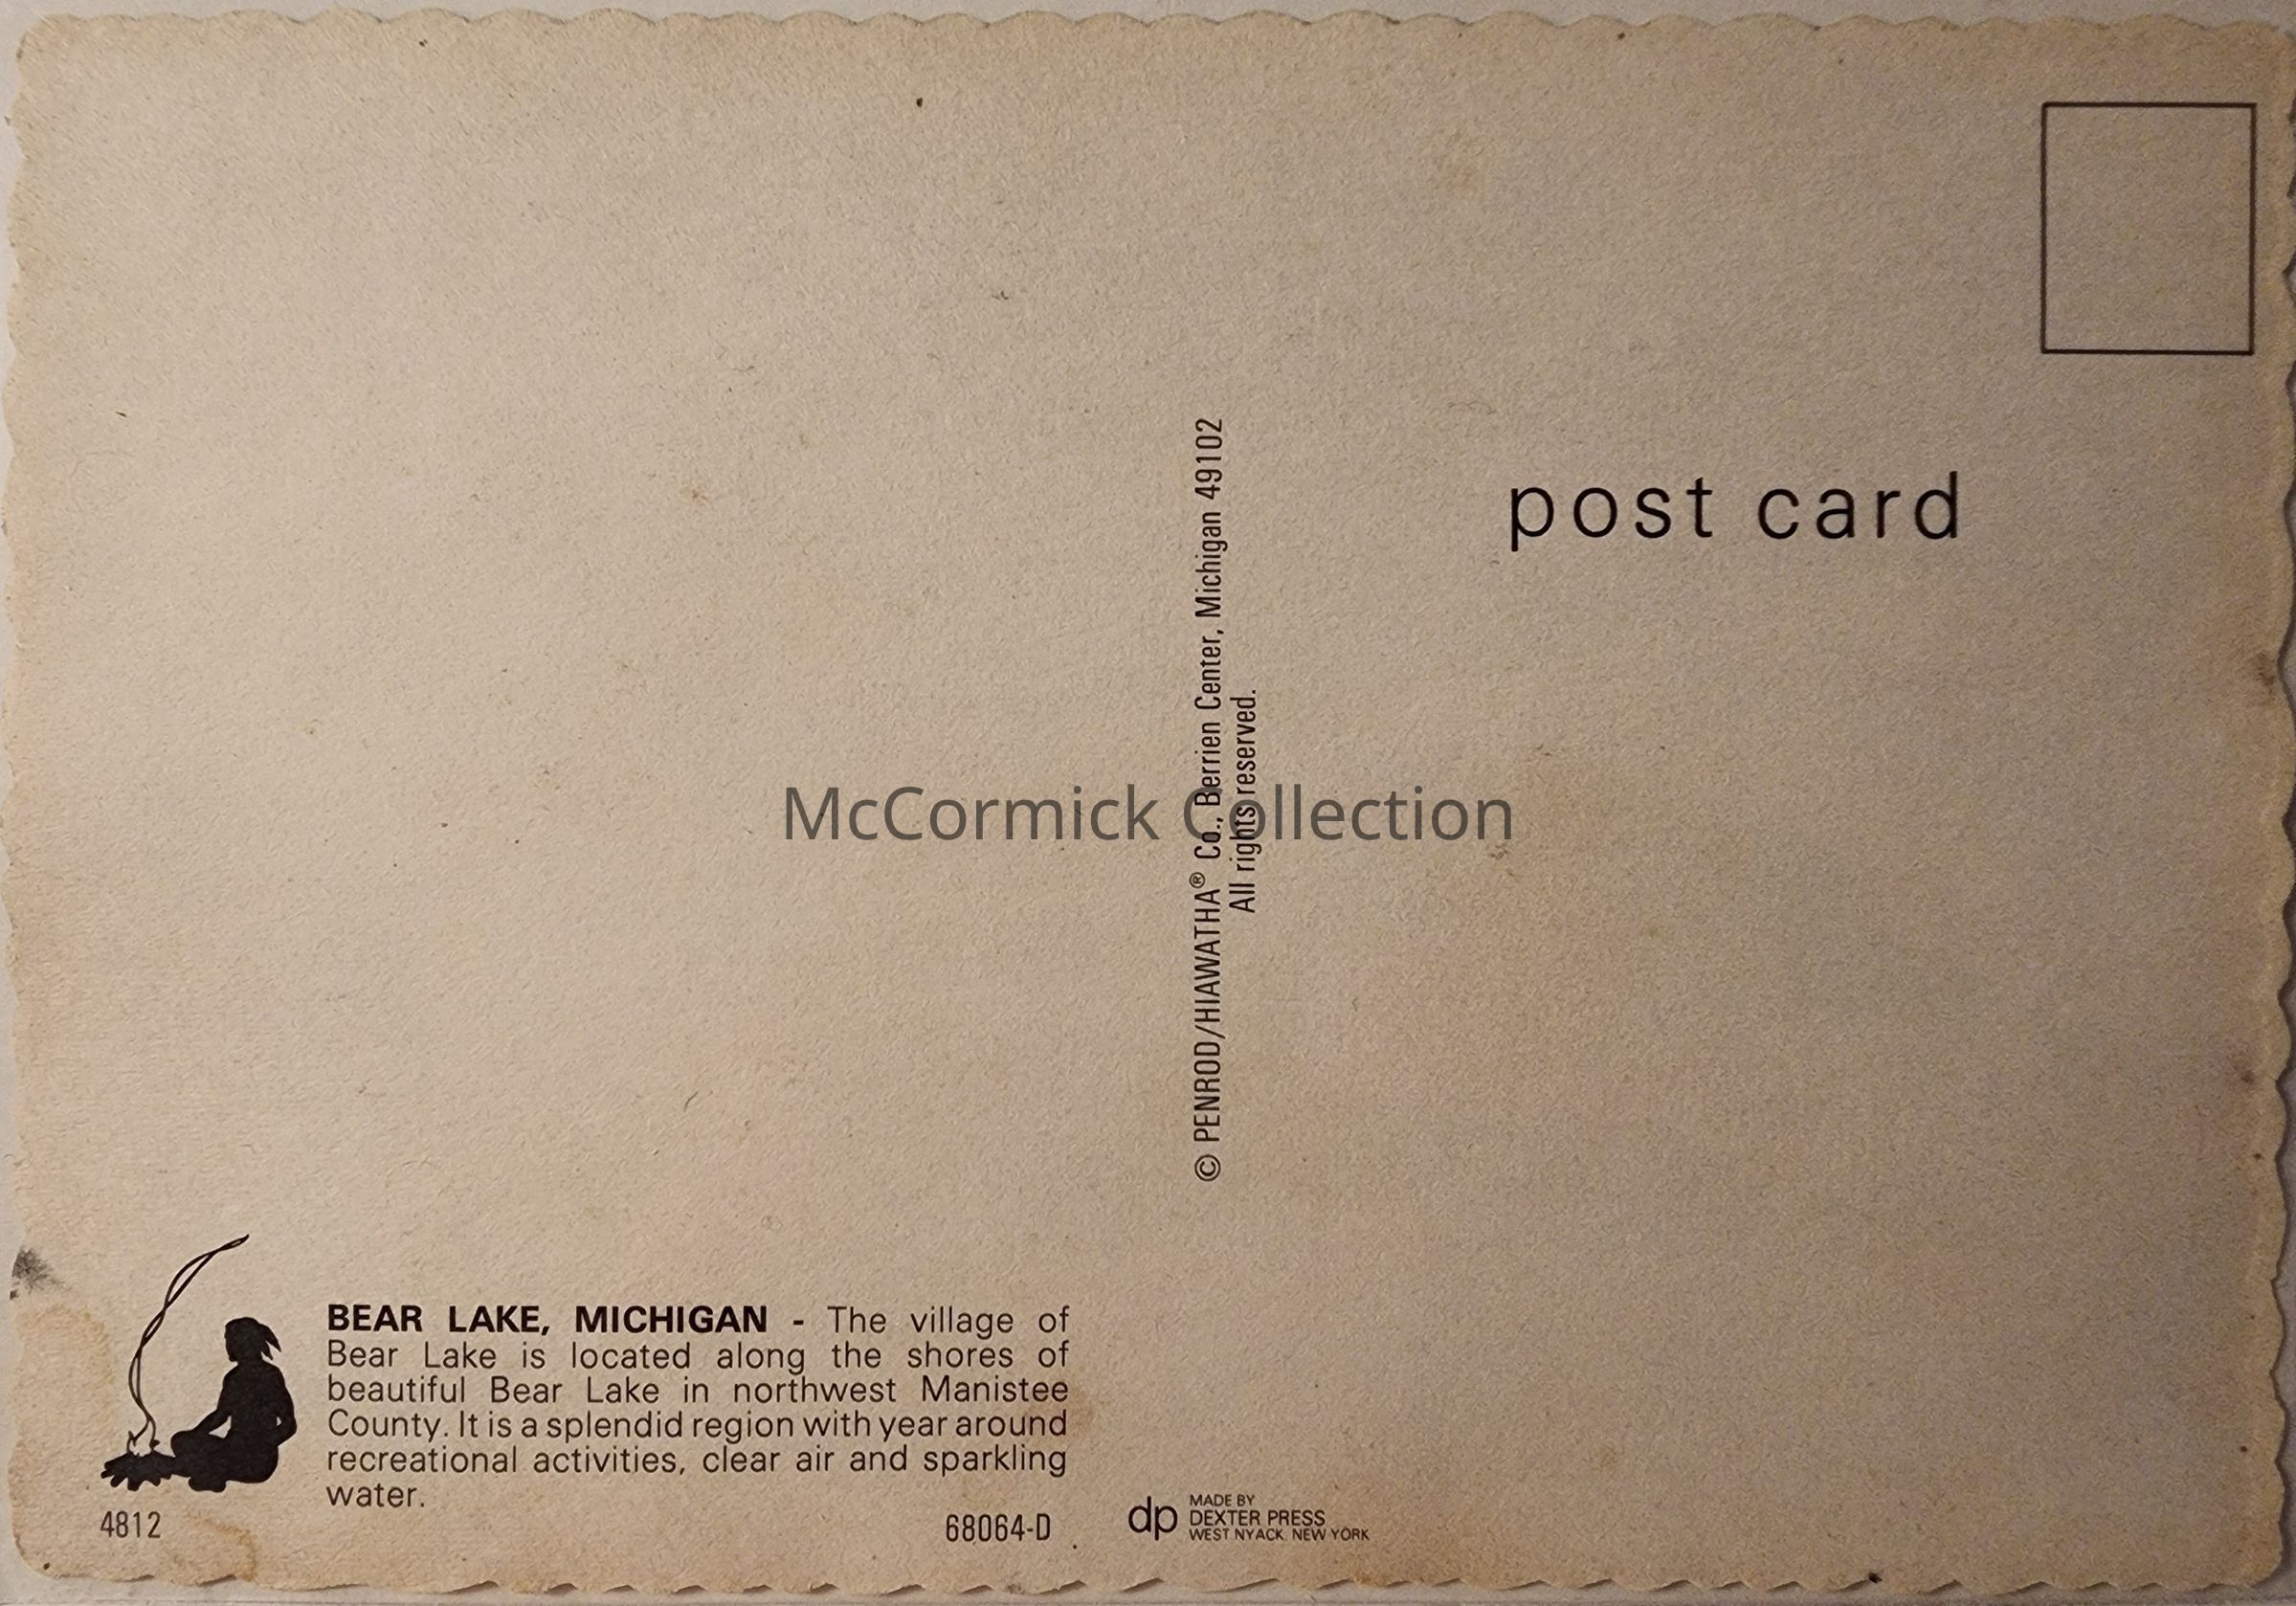 post card
© PENROD/HIAWATHA® Co., Berrien Center, Michigan 49102
All rights reserved.
McCormick Collection
BEAR LAKE, MICHIGAN - The village of
Bear Lake is located along the shores of
beautiful Bear Lake in northwest Manistee
County. It is a splendid region with year around
recreational activities, clear air and sparkling
water.
4812
68064-D
dp
MADE BY
DEXTER PRESS
WEST NYACK, NEW YORK